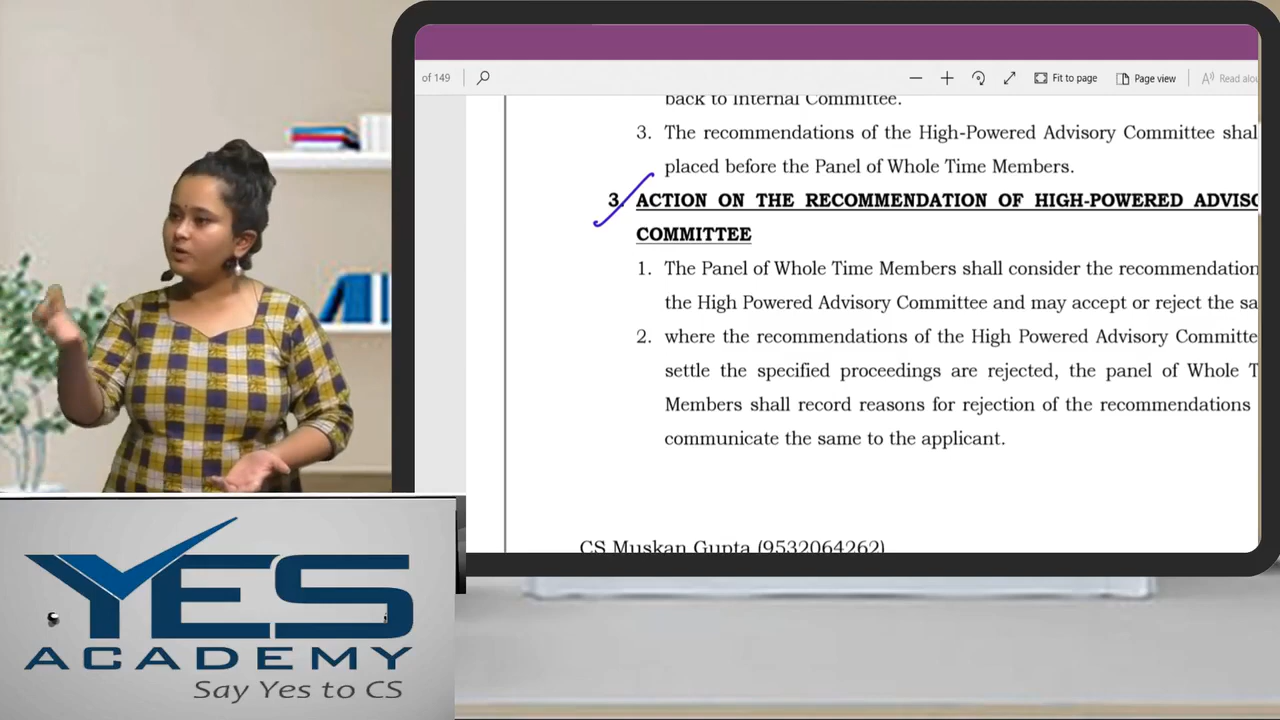 of 149
Fit to page
Page view
Read alou
back to Internal Committee.
3. The recommendations of the High-Powered Advisory Committee shal
placed before the Panel of Whole Time Members.
3. ACTION ON THE RECOMMENDATION OF HIGH-POWERED ADVISO
COMMITTEE
1. The Panel of Whole Time Members shall consider the recommendation
the High Powered Advisory Committee and may accept or reject the sa
2. where the recommendations of the High Powered Advisory Committe
settle the specified proceedings are rejected, the panel of Whole T
Members shall record reasons for rejection of the recommendations
communicate the same to the applicant.
CS Muskan Gupta (9532064262)
YES
ACADEMY
Say Yes to CS